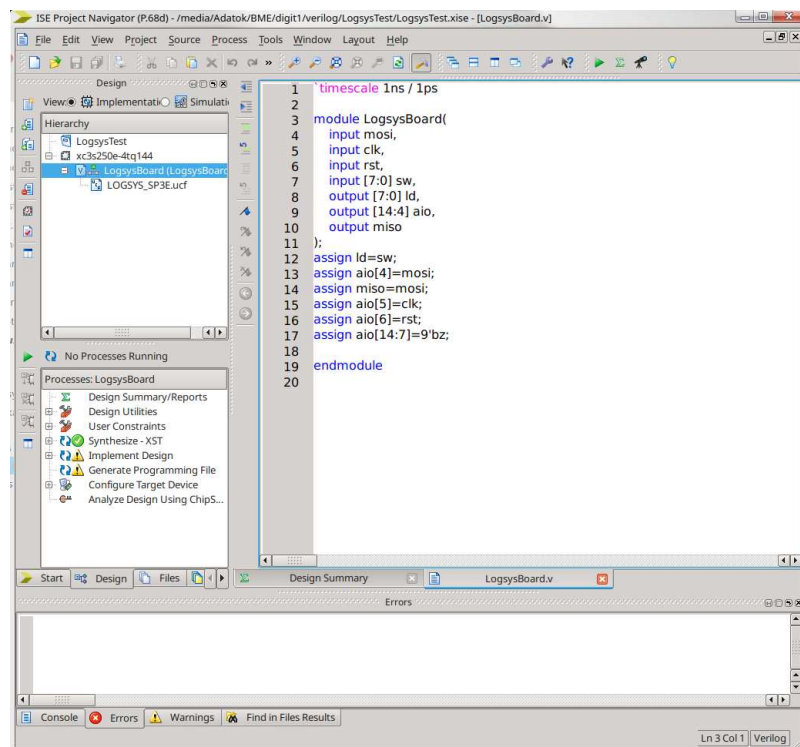 ISE Project Navigator (P.68d) - /media/Adatok/BME/digit1/verilog/LogsysTest/LogsysTest.xise - [LogsysBoard.v]
File Edit View Project Source Process Tools Window Layout Help
Design
View: Implementatio Simulati
Hierarchy
LogsysTest
xc3s250e-4tq144
LogsysBoard (LogsysBoard
LOGSYS_SP3E.ucf
No Processes Running
Processes: LogsysBoard
Design Summary/Reports
Design Utilities
User Constraints
Synthesize - XST
Implement Design
Generate Programming File
Configure Target Device
Analyze Design Using ChipS...
Start Design Files
1 `timescale 1ns / 1ps
2
3 module LogsysBoard(
4 input mosi,
5 input clk,
6 input rst,
7 input [7:0] sw,
8 output [7:0] ld,
9 output [14:4] aio,
10 output miso
11 );
12 assign ld=sw;
13 assign aio[4]=mosi;
14 assign miso=mosi;
15 assign aio[5]=clk;
16 assign aio[6]=rst;
17 assign aio[14:7]=9'bz;
18
19 endmodule
20
Design Summary LogsysBoard.v
Errors
Console Errors Warnings Find in Files Results
Ln 3 Col 1 Verilog